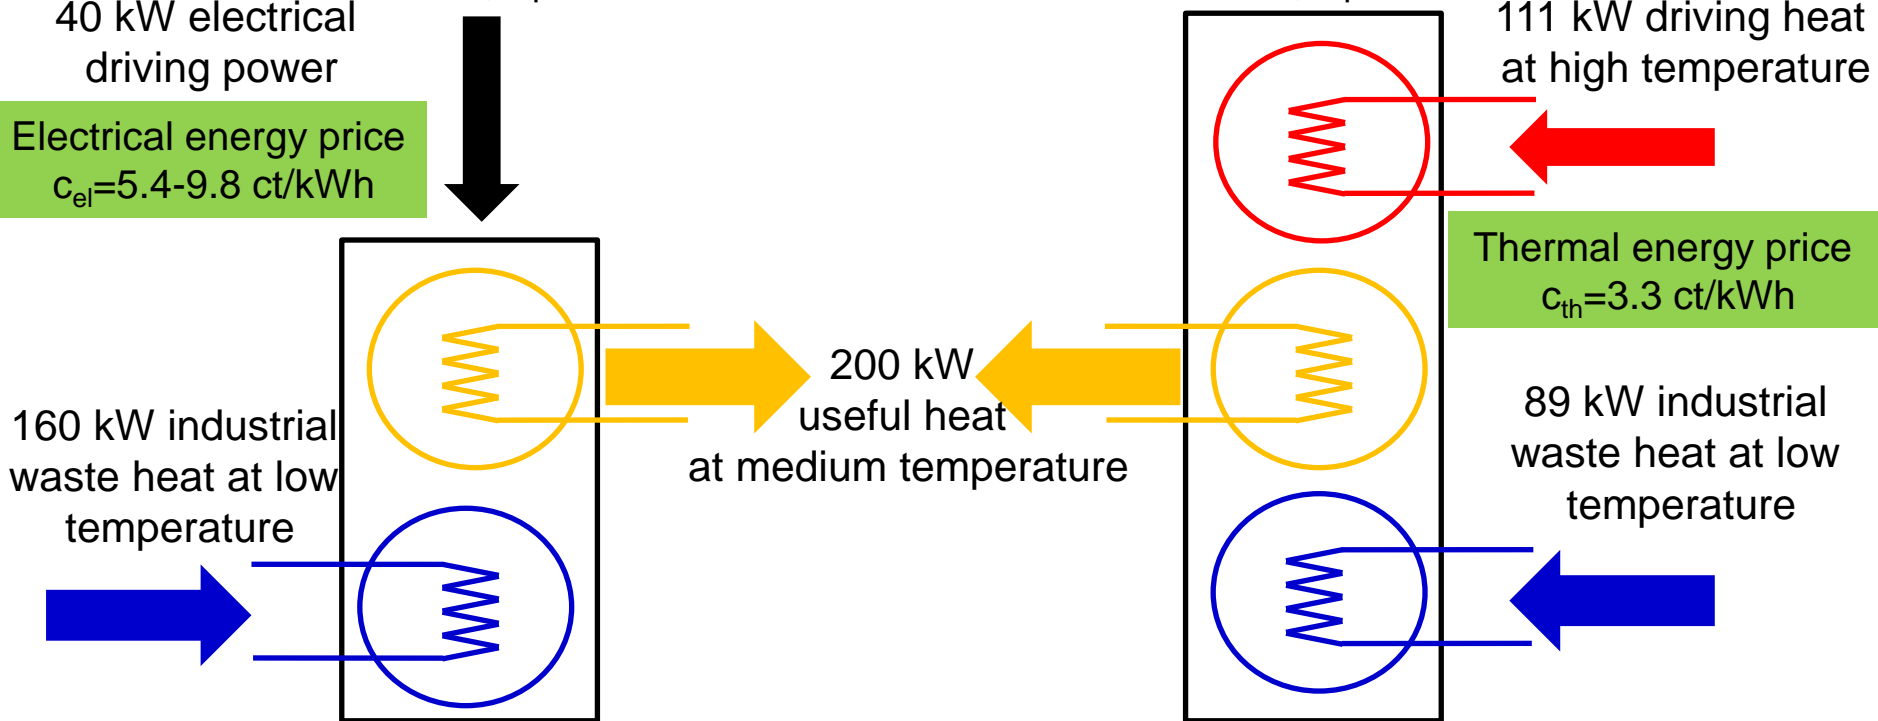 40 kW electrical
driving power
Electrical energy price
c_el=5.4-9.8 ct/kWh
160 kW industrial
waste heat at low
temperature
200 kW
useful heat
at medium temperature
111 kW driving heat
at high temperature
Thermal energy price
c_th=3.3 ct/kWh
89 kW industrial
waste heat at low
temperature